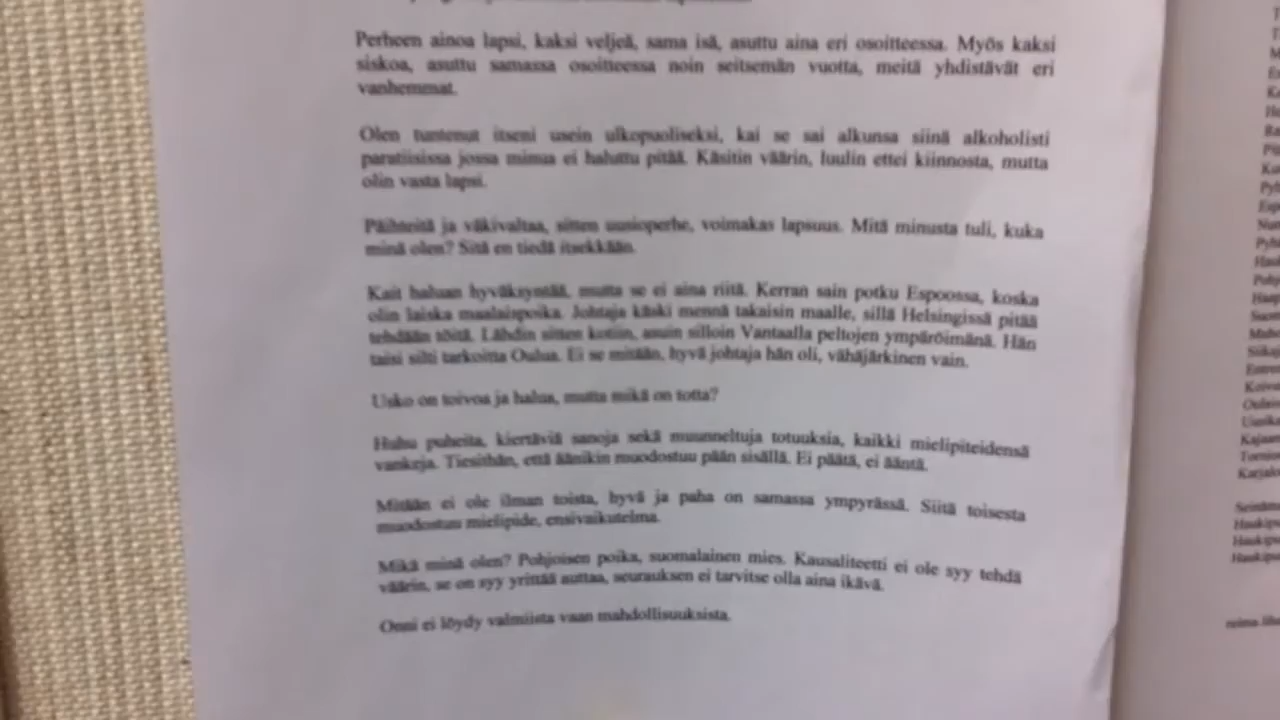 Perheen ainoa lapsi, kaksi veljeä, sama isä, asuttu aina eri osoitteessa. Myös kaksi
siskoa, asuttu samassa osoitteessa noin seitsemän vuotta, meitä yhdistävät eri
vanhemmat.
Olen tuntenut itseni usein ulkopuoliseksi, kai se sai alkunsa siinä alkoholisti
paratiisissa jossa minua ei haluttu pitää. Käsitin väärin, luulin ettei kiinnosta, mutta
olin vasta lapsi.
Päihteitä ja väkivaltaa, sitten uusioperhe, voimakas lapsuus. Mitä minusta tuli, kuka
minä olen? Sitä en tiedä itsekkään.
Kait haluan hyväksyntää, mutta se ei aina riitä. Kerran sain potku Espoossa, koska
olin laiska maalaispoika. Johtaja käski mennä takaisin maalle, sillä Helsingissä pitää
tehdään töitä. Lähdin sitten kotiin, asuin silloin Vantaalla peltojen ympäröimänä. Hän
taisi silti tarkoitta Oulua. Ei se mitään, hyvä johtaja hän oli, vähäjärkinen vain.
Usko on toivoa ja halua, mutta mikä on totta?
Huhu puheita, kiertäviä sanoja sekä muunneltuja totuuksia, kaikki mielipiteidensä
vankeja. Tiesithän, että äänikin muodostuu pään sisällä. Ei päätä, ei ääntä.
Mitään ei ole ilman toista, hyvä ja paha on samassa ympyrässä. Siitä toisesta
muodostuu mielipide, ensivaikutelma.
Mikä minä olen? Pohjoisen poika, suomalainen mies. Kausaliteetti ei ole syy tehdä
väärin, se on syy yrittää auttaa, seurauksen ei tarvitse olla aina ikävä.
Onni ei löydy valmiista vaan mahdollisuuksista.